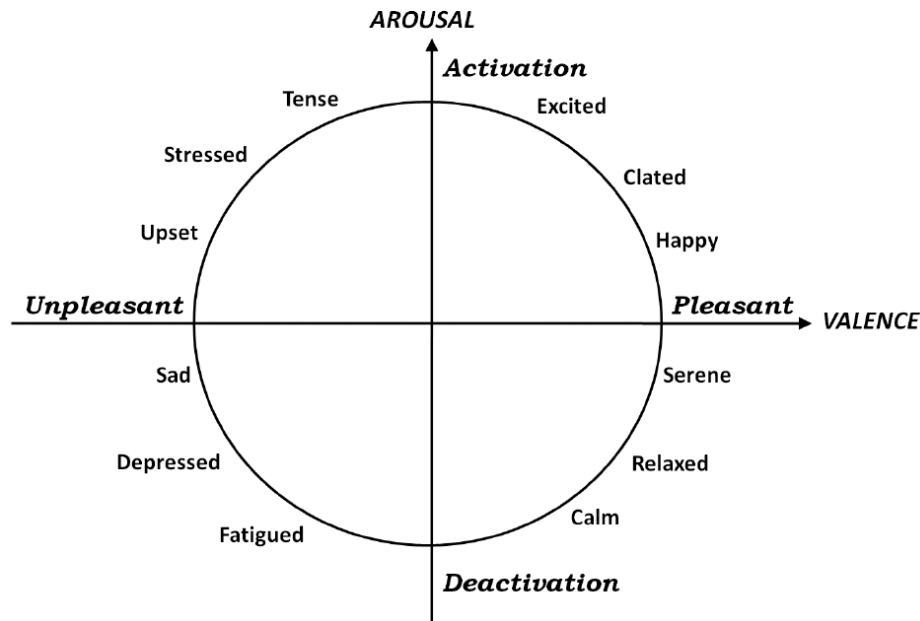 AROUSAL
Activation
Tense
Excited
Stressed
Clated
Upset
Happy
Unpleasant
Pleasant
VALENCE
Sad
Serene
Depressed
Relaxed
Fatigued
Calm
Deactivation